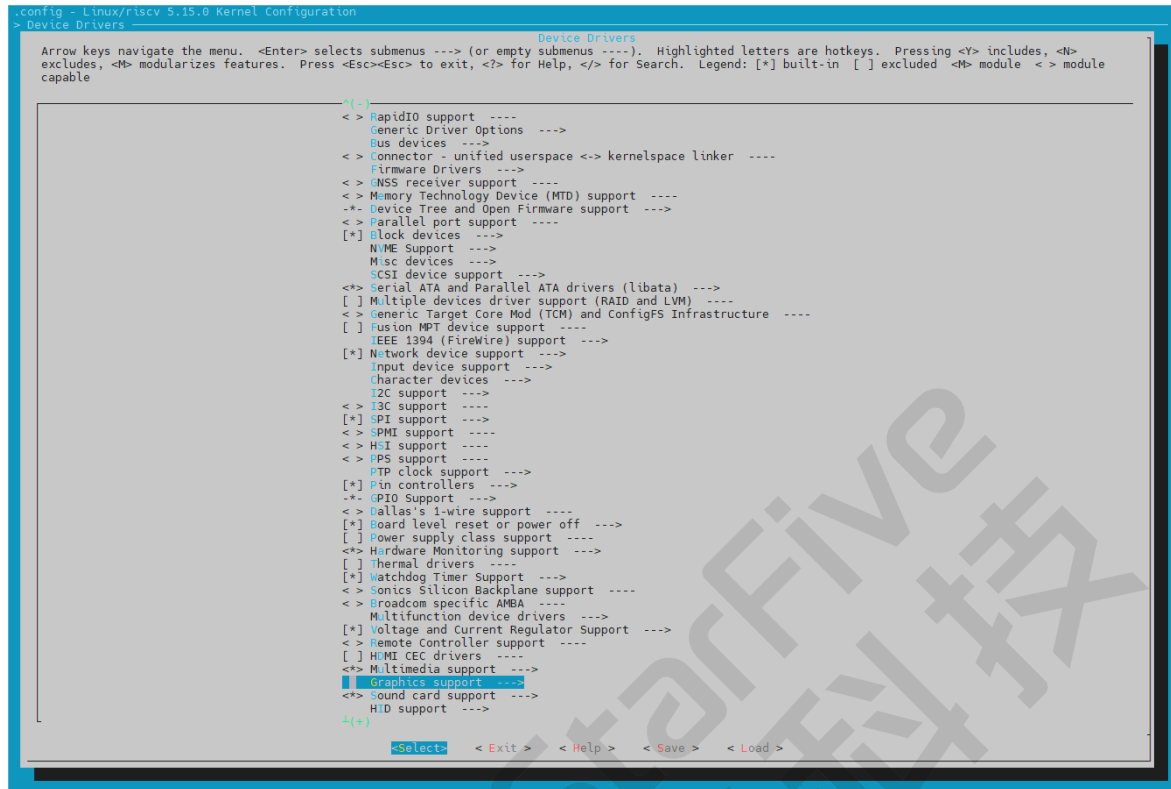 .config - Linux/riscv 5.15.0 Kernel Configuration
> Device Drivers
Device Drivers
Arrow keys navigate the menu.  <Enter> selects submenus ---> (or empty submenus ----).  Highlighted letters are hotkeys.  Pressing <Y> includes, <N>
excludes, <M> modularizes features.  Press <Esc><Esc> to exit, <?> for Help, </> for Search.  Legend: [*] built-in  [ ] excluded  <M> module  < > module
capable
^(-)
< > RapidIO support  ----
Generic Driver Options  --->
Bus devices  --->
< > Connector - unified userspace <-> kernelspace linker  ----
Firmware Drivers  --->
< > GNSS receiver support  ----
< > Memory Technology Device (MTD) support  ----
-*- Device Tree and Open Firmware support  --->
< > Parallel port support  ----
[*] Block devices  --->
NVME Support  --->
Misc devices  --->
SCSI device support  --->
<*> Serial ATA and Parallel ATA drivers (libata)  --->
[ ] Multiple devices driver support (RAID and LVM)  ----
< > Generic Target Core Mod (TCM) and ConfigFS Infrastructure  ----
[ ] Fusion MPT device support  ----
IEEE 1394 (FireWire) support  --->
[*] Network device support  --->
Input device support  --->
Character devices  --->
I2C support  --->
< > I3C support  ----
[*] SPI support  --->
< > SPMI support  ----
< > HSI support  ----
< > PPS support  ----
PTP clock support  --->
[*] Pin controllers  --->
-*- GPIO Support  --->
< > Dallas's 1-wire support  ----
[*] Board level reset or power off  --->
[ ] Power supply class support  ----
<*> Hardware Monitoring support  --->
[ ] Thermal drivers  ----
[*] Watchdog Timer Support  --->
< > Sonics Silicon Backplane support  ----
< > Broadcom specific AMBA  ----
Multifunction device drivers  --->
[*] Voltage and Current Regulator Support  --->
< > Remote Controller support  ----
[ ] HDMI CEC drivers  ----
<*> Multimedia support  --->
Graphics support  --->
<*> Sound card support  --->
HID support  --->
┴(+)
<Select>    < Exit >    < Help >    < Save >    < Load >
StarFive
科技